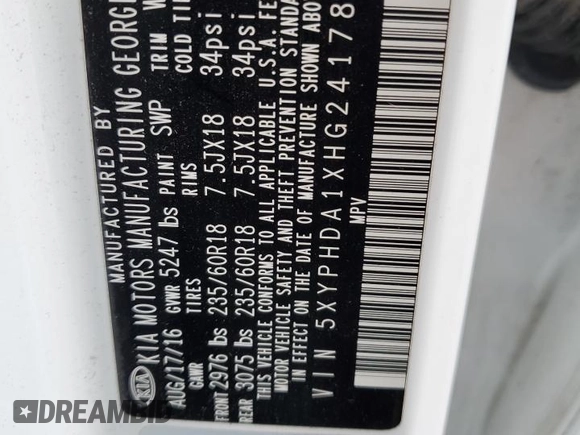 MANUFACTURED BY
KIA MOTORS MANUFACTURING GEORGI
AUG/17/16 GVWR 5247 lbs PAINT SWP TRIM W
GAWR TIRES RIMS COLD TI
FRONT 2976 lbs 235/60R18 7.5JX18 34psi
REAR 3075 lbs 235/60R18 7.5JX18 34psi
THIS VEHICLE CONFORMS TO ALL APPLICABLE U.S.A. FE
MOTOR VEHICLE SAFETY AND THEFT PREVENTION STANDA
IN EFFECT ON THE DATE OF MANUFACTURE SHOWN ABO
VIN 5XYPHDA1XHG24178
MPV
KIA
DREAMBID